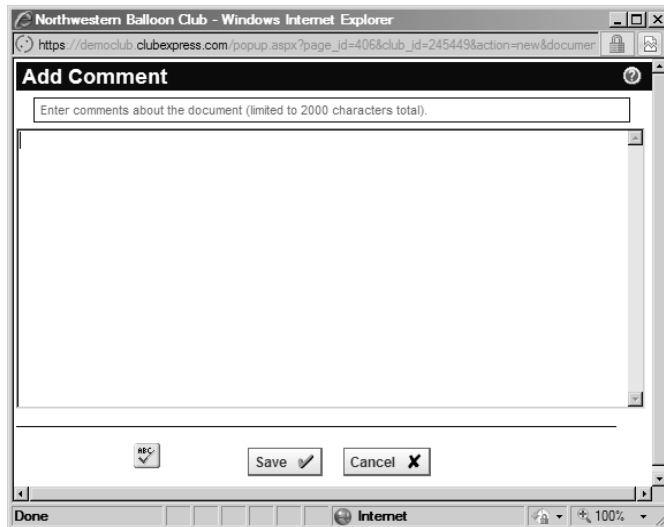 Northwestern Balloon Club - Windows Internet Explorer
https://democlub.clubexpress.com/popup.aspx?page_id=406&club_id=245449&action=new&documer
Add Comment
Enter comments about the document (limited to 2000 characters total).
ABC
Save
Cancel
Done
Internet
100%